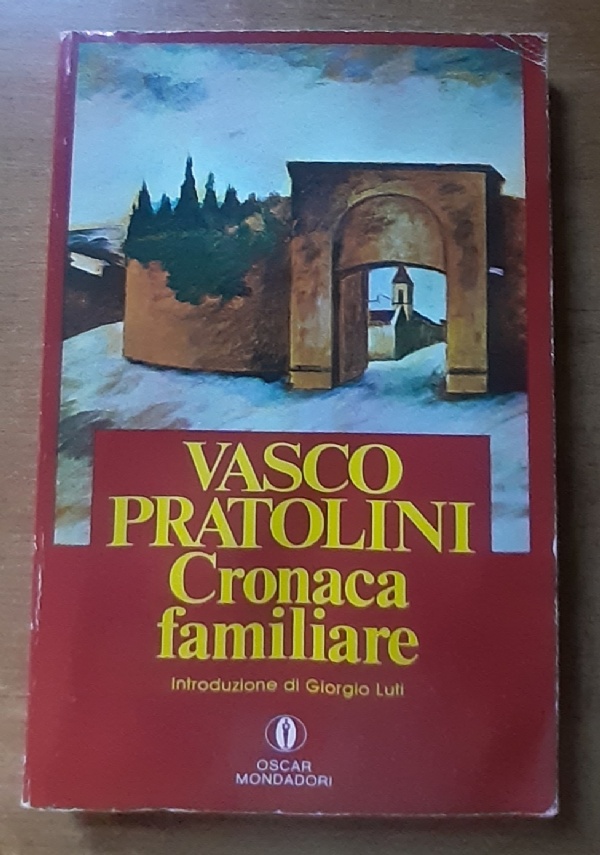 VASCO
PRATOLINI
Cronaca
familiare
Introduzione di Giorgio Luti
OSCAR
MONDADORI